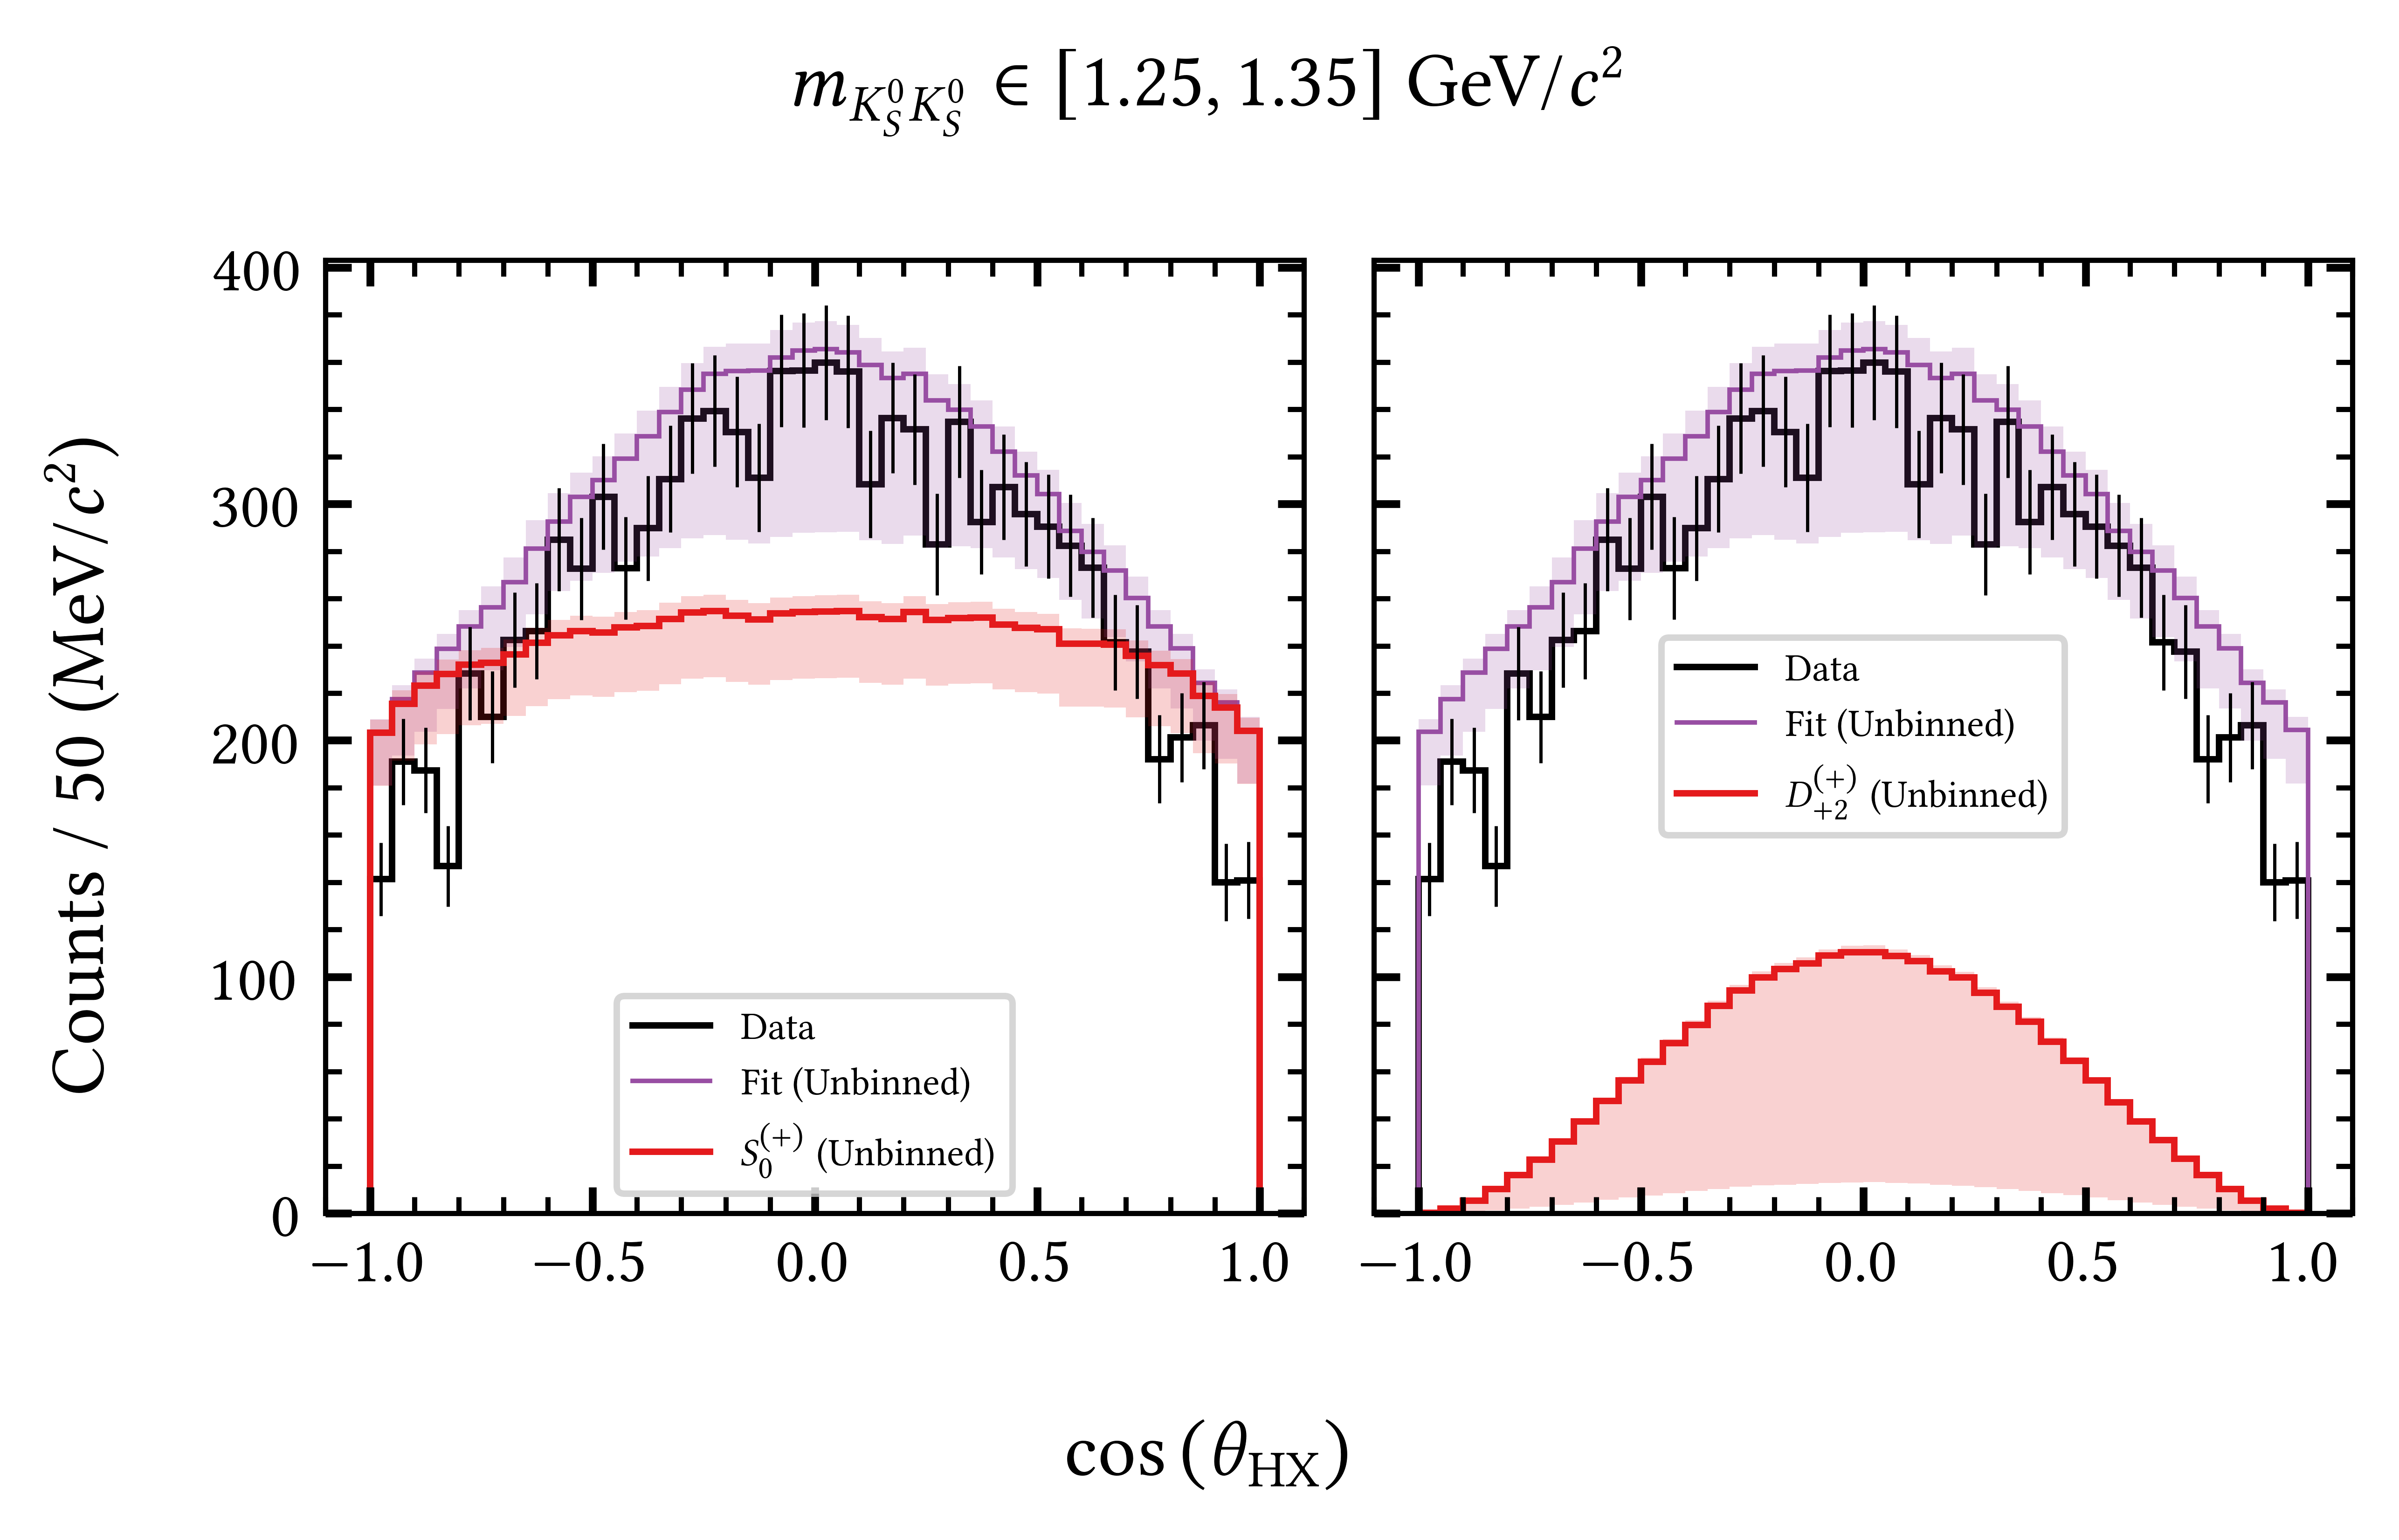 m_{K_S^0 K_S^0} ∈ [1.25, 1.35] GeV/c²
Counts / 50 (MeV/c²)
400
300
200
100
0
Data
Fit (Unbinned)
S_0^{(+)} (Unbinned)
−1.0 −0.5 0.0 0.5 1.0
Data
Fit (Unbinned)
D_{+2}^{(+)} (Unbinned)
−1.0 −0.5 0.0 0.5 1.0
cos (θ_{HX})